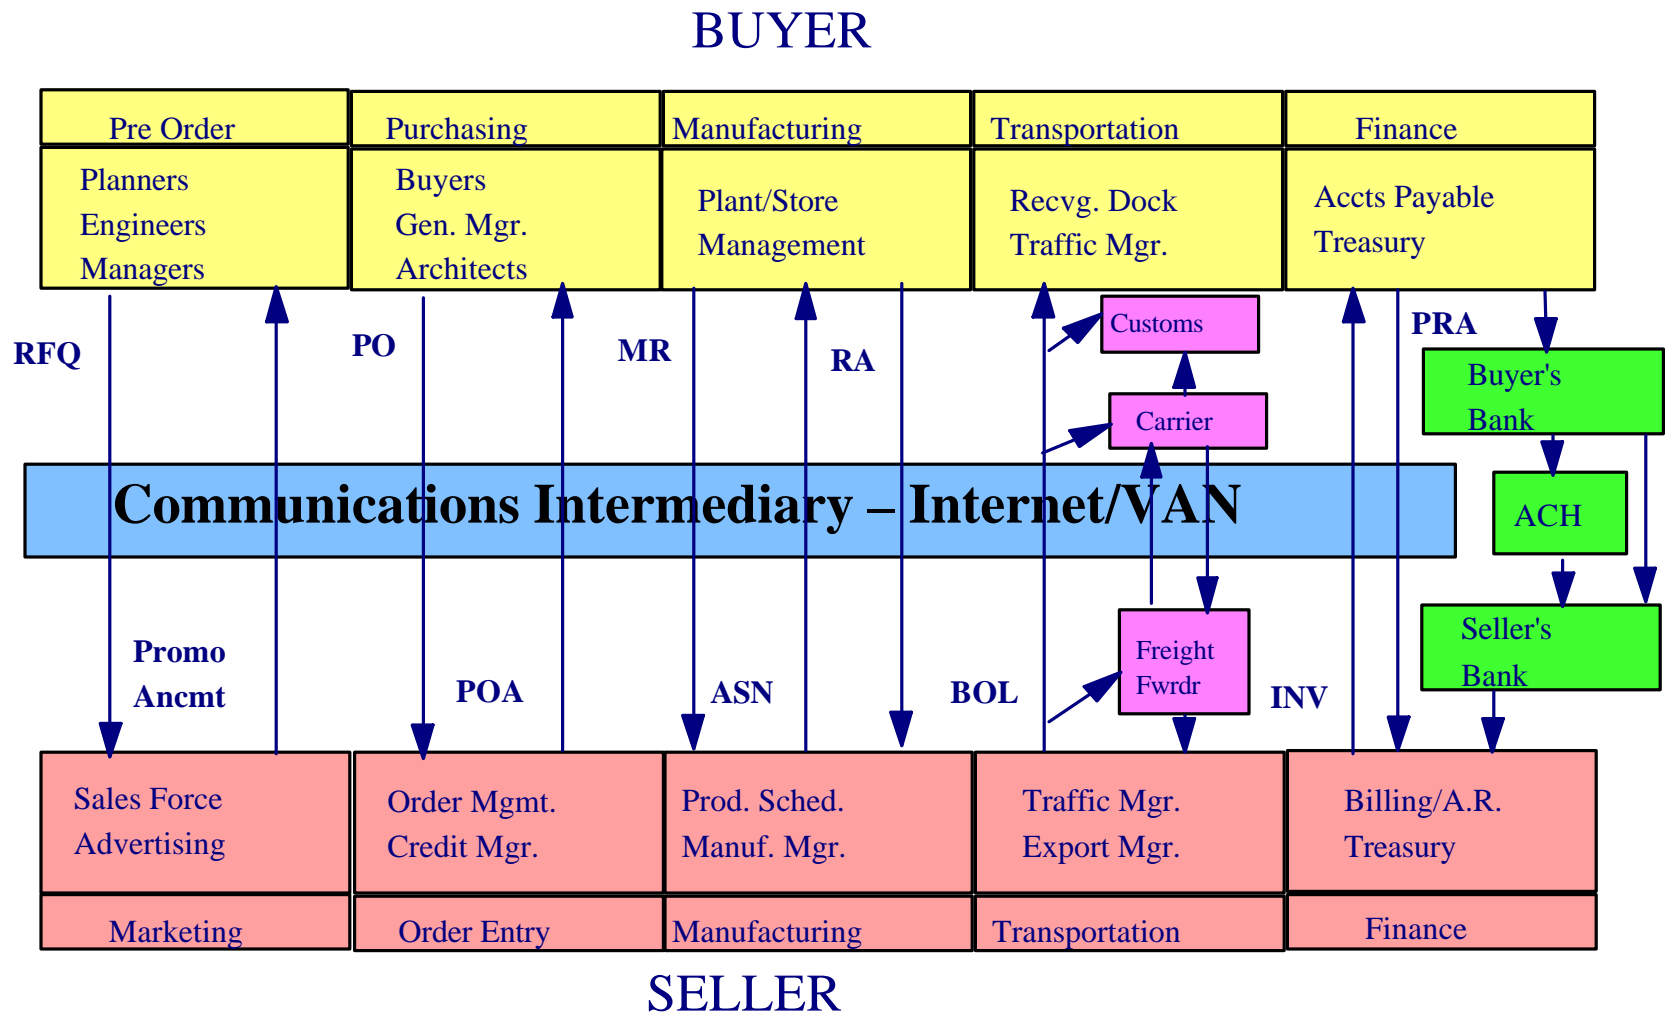 BUYER
Pre Order
Purchasing
Manufacturing
Transportation
Finance
Planners
Engineers
Managers
Buyers
Gen. Mgr.
Architects
Plant/Store
Management
Recvg. Dock
Traffic Mgr.
Accts Payable
Treasury
RFQ
PO
MR
RA
Customs
PRA
Carrier
Buyer's
Bank
Communications Intermediary – Internet/VAN
ACH
Promo
Ancmt
POA
ASN
BOL
Freight
Fwrdr
INV
Seller's
Bank
Sales Force
Advertising
Order Mgmt.
Credit Mgr.
Prod. Sched.
Manuf. Mgr.
Traffic Mgr.
Export Mgr.
Billing/A.R.
Treasury
Marketing
Order Entry
Manufacturing
Transportation
Finance
SELLER